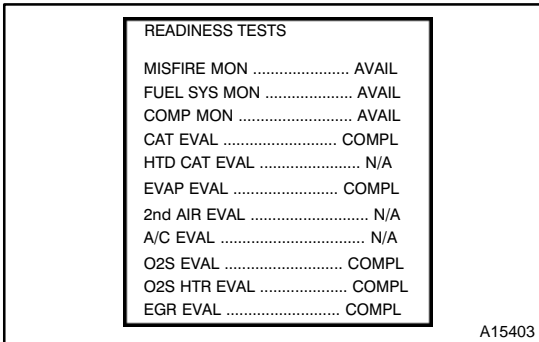 READINESS TESTS
MISFIRE MON ...................... AVAIL
FUEL SYS MON .................... AVAIL
COMP MON .......................... AVAIL
CAT EVAL .......................... COMPL
HTD CAT EVAL ....................... N/A
EVAP EVAL ........................ COMPL
2nd AIR EVAL ........................... N/A
A/C EVAL ................................. N/A
O2S EVAL ........................... COMPL
O2S HTR EVAL .................... COMPL
EGR EVAL .......................... COMPL
A15403